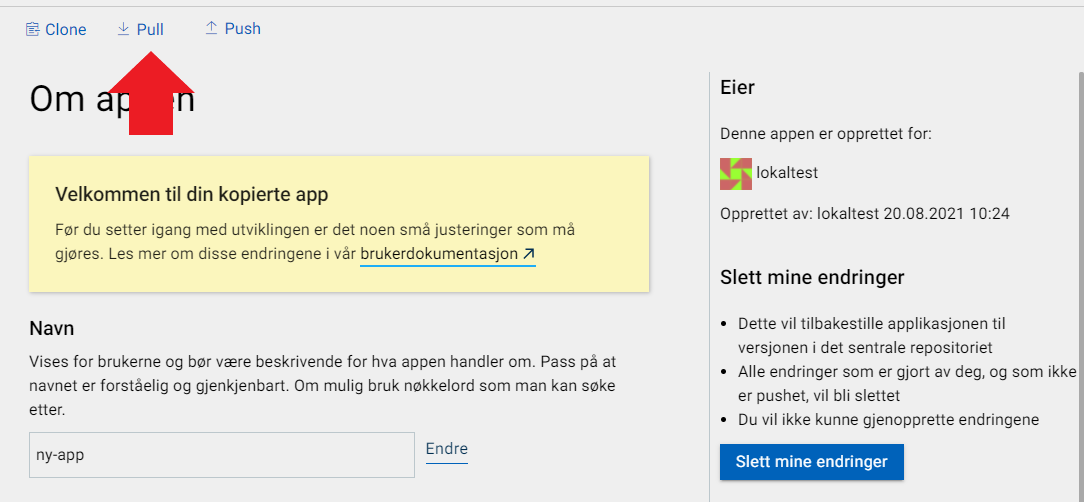 Clone Pull Push
Om appen
Velkommen til din kopierte app
Før du setter igang med utviklingen er det noen små justeringer som må
gjøres. Les mer om disse endringene i vår brukerdokumentasjon
Navn
Vises for brukerne og bør være beskrivende for hva appen handler om. Pass på at
navnet er forståelig og gjenkjenbart. Om mulig bruk nøkkelord som man kan søke
etter.
ny-app
Endre
Eier
Denne appen er opprettet for:
lokaltest
Opprettet av: lokaltest 20.08.2021 10:24
Slett mine endringer
• Dette vil tilbakestille applikasjonen til
versjonen i det sentrale repositoriet
• Alle endringer som er gjort av deg, og som ikke
er pushet, vil bli slettet
• Du vil ikke kunne gjenopprette endringene
Slett mine endringer